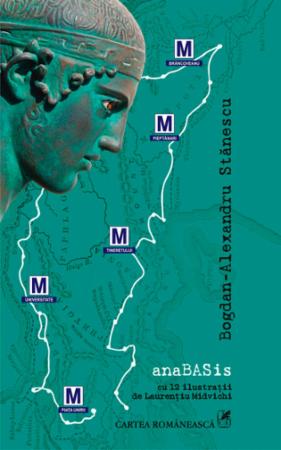 M
BRÂNCOVEANU
M
PIEPTĂNARI
M
TINERETULUI
M
UNIVERSITATE
M
PIAȚA UNIRII
Bogdan-Alexandru Stănescu
anaBASis
cu 12 ilustrații
de Laurențiu Midvichi
CARTEA ROMÂNEASCĂ